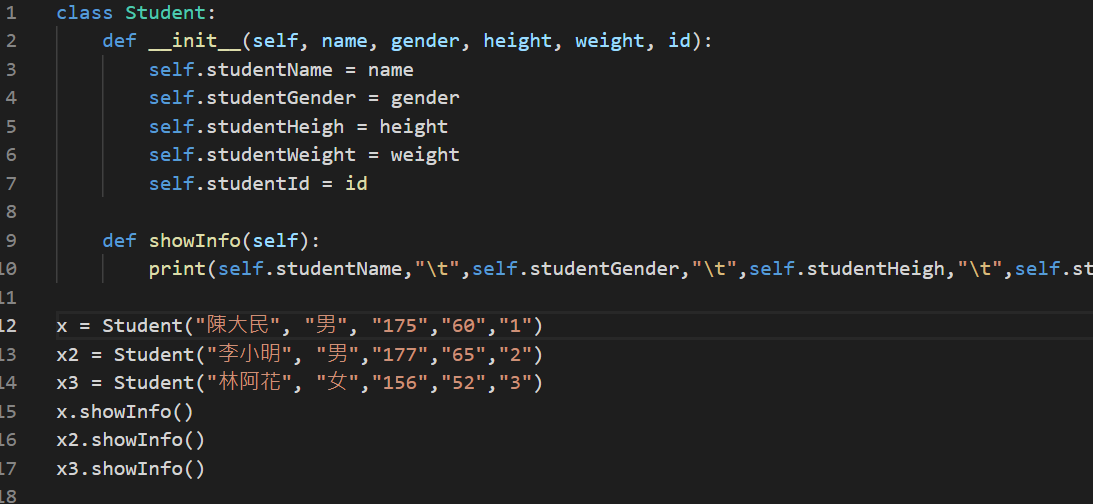 1 class Student:
2     def __init__(self, name, gender, height, weight, id):
3         self.studentName = name
4         self.studentGender = gender
5         self.studentHeigh = height
6         self.studentWeight = weight
7         self.studentId = id
8
9     def showInfo(self):
10         print(self.studentName,"\t",self.studentGender,"\t",self.studentHeigh,"\t",self.st
11
12 x = Student("陳大民", "男", "175","60","1")
13 x2 = Student("李小明", "男","177","65","2")
14 x3 = Student("林阿花", "女","156","52","3")
15 x.showInfo()
16 x2.showInfo()
17 x3.showInfo()
18